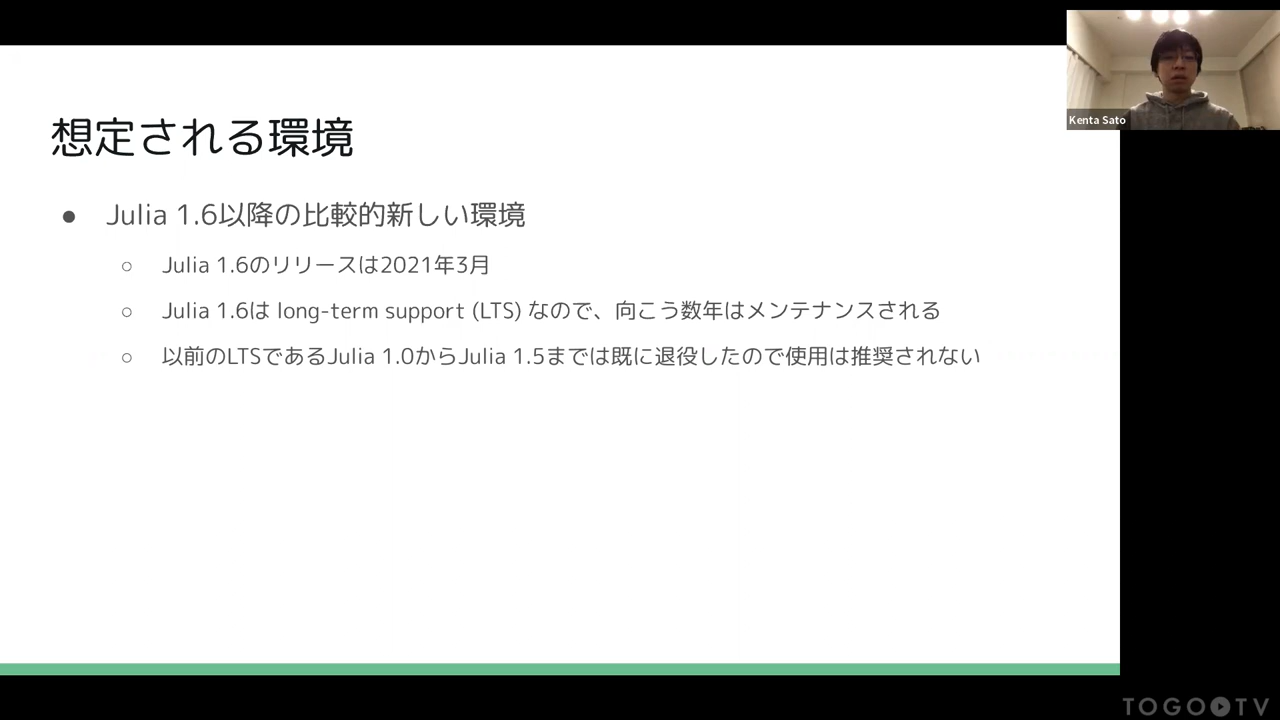 想定される環境
● Julia 1.6以降の比較的新しい環境
○ Julia 1.6のリリースは2021年3月
○ Julia 1.6は long-term support (LTS) なので、向こう数年はメンテナンスされる
○ 以前のLTSであるJulia 1.0からJulia 1.5までは既に退役したので使用は推奨されない
Kenta Sato
TOGO TV